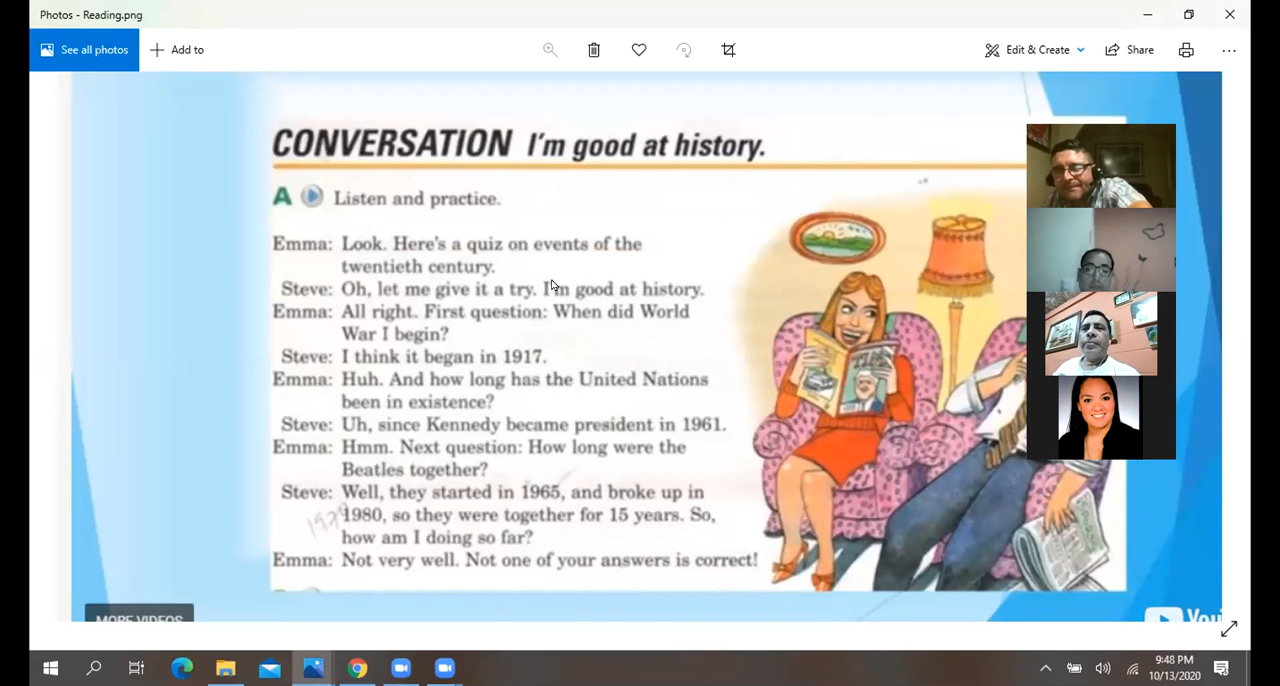 Photos - Reading.png
See all photos
Add to
Edit & Create
Share
CONVERSATION I'm good at history.
A Listen and practice.
Emma: Look. Here's a quiz on events of the
twentieth century.
Steve: Oh, let me give it a try. I'm good at history.
Emma: All right. First question: When did World
War I begin?
Steve: I think it began in 1917.
Emma: Huh. And how long has the United Nations
been in existence?
Steve: Uh, since Kennedy became president in 1961.
Emma: Hmm. Next question: How long were the
Beatles together?
Steve: Well, they started in 1965, and broke up in
1980, so they were together for 15 years. So,
how am I doing so far?
Emma: Not very well. Not one of your answers is correct!
MORE VIDEOS
9:48 PM
10/13/2020